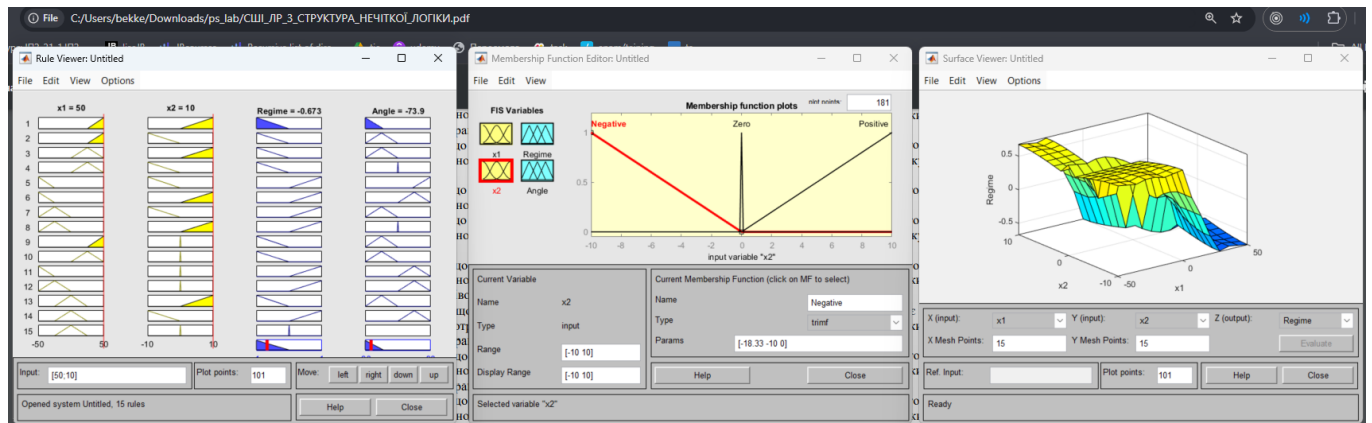 File C:/Users/bekke/Downloads/ps_lab/СШІ_ЛР_3_СТРУКТУРА_НЕЧІТКОЇ_ЛОГІКИ.pdf
Rule Viewer: Untitled
File Edit View Options
x1 = 50 x2 = 10 Regime = -0.673 Angle = -73.9
1
2
3
4
5
6
7
8
9
10
11
12
13
14
15
-50 50 -10 10
Input: [50;10] Plot points: 101 Move: left right down up
Opened system Untitled, 15 rules Help Close
Membership Function Editor: Untitled
File Edit View
FIS Variables
x1 Regime
x2 Angle
Membership function plots plot points: 181
Negative Zero Positive
1
0.5
0
-10 -8 -6 -4 -2 0 2 4 6 8 10
input variable "x2"
Current Variable
Name x2
Type input
Range [-10 10]
Display Range [-10 10]
Current Membership Function (click on MF to select)
Name Negative
Type trimf
Params [-18.33 -10 0]
Help Close
Selected variable "x2"
Surface Viewer: Untitled
File Edit View Options
Regime
0.5
0
-0.5
10
0
-10
x2
-50
0
50
x1
X (input): x1 Y (input): x2 Z (output): Regime
X Mesh Points: 15 Y Mesh Points: 15 Evaluate
Ref. Input: Plot points: 101 Help Close
Ready